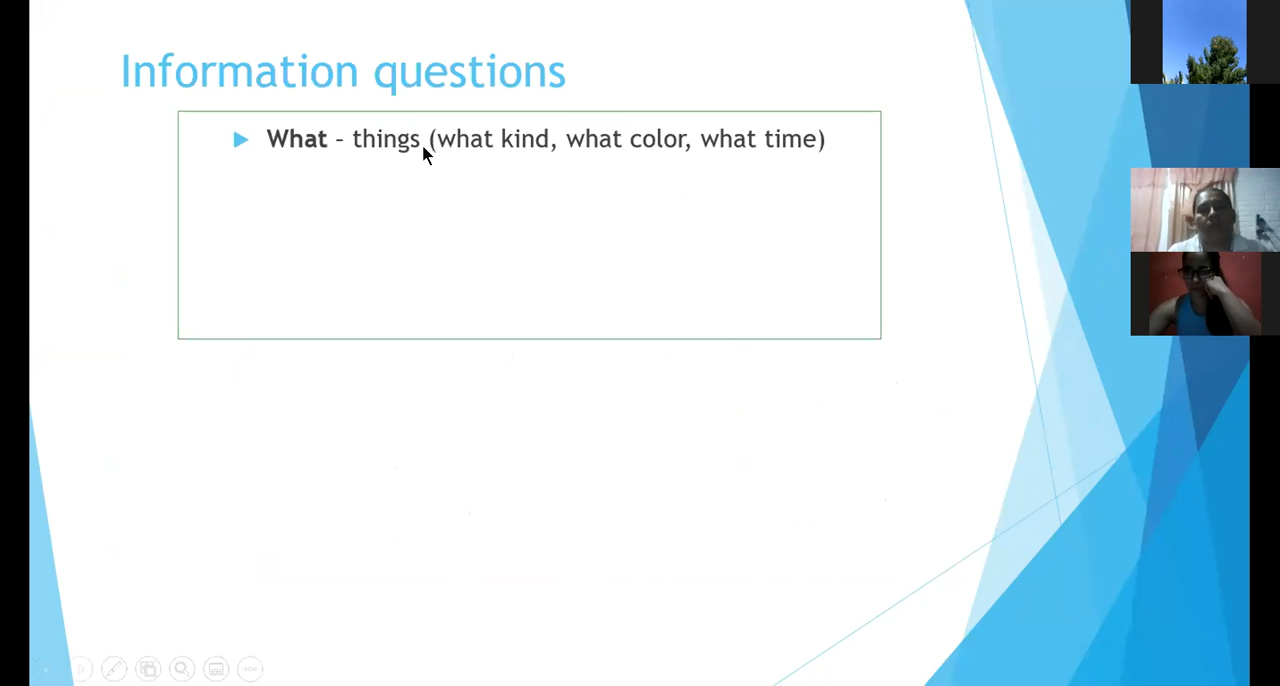 Information questions
What – things (what kind, what color, what time)